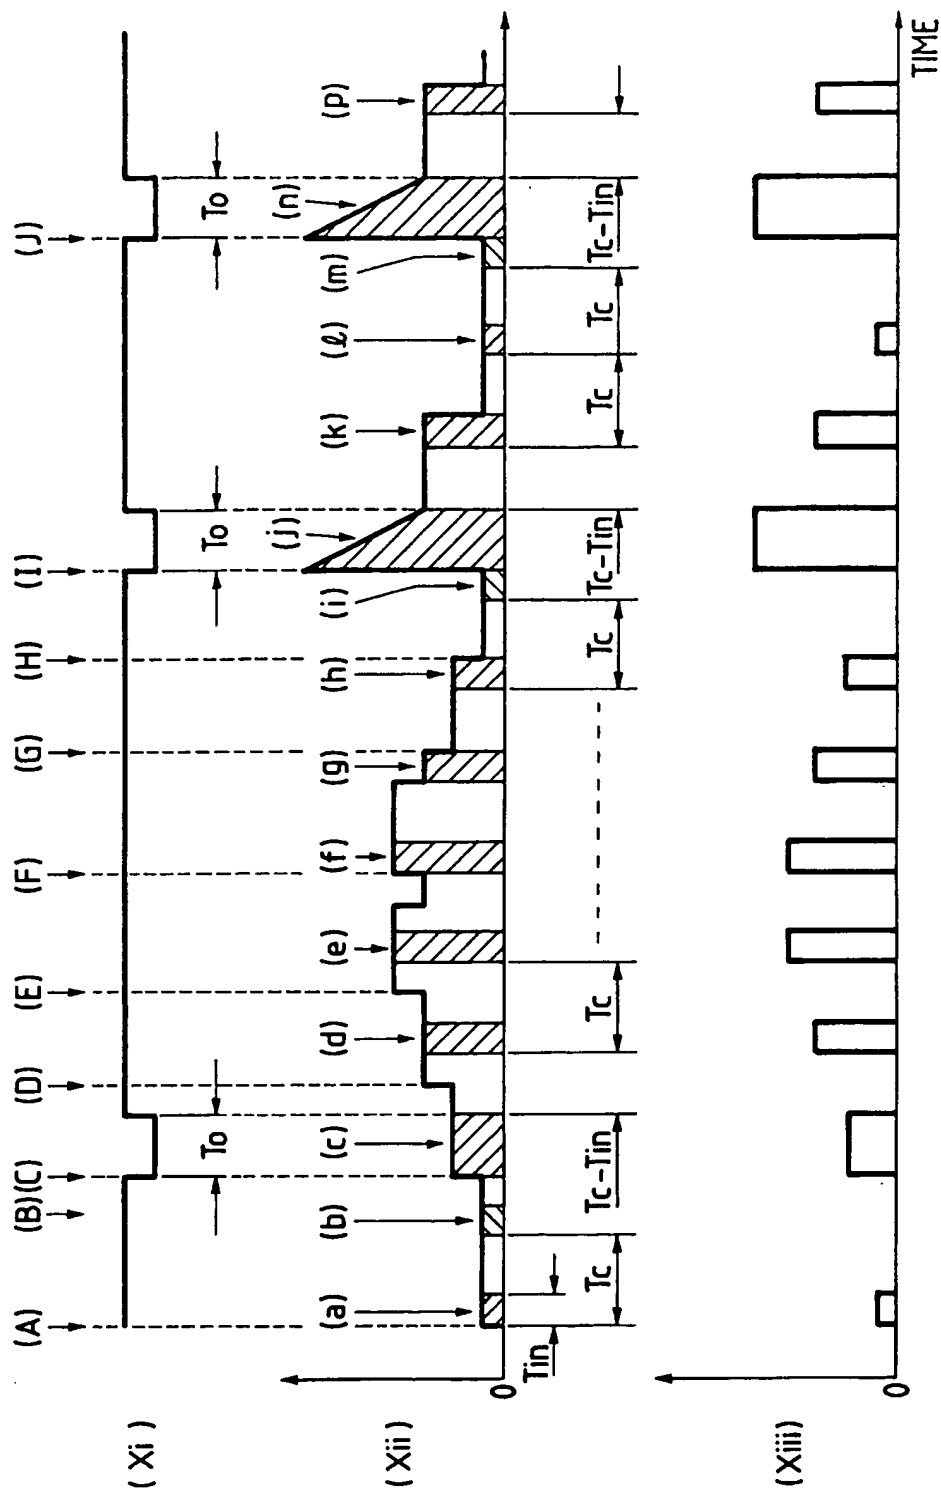 (A) (B) (C) (D) (E) (F) (G) (H) (I) (J)
(Xi)
To To To
(a) (b) (c) (d) (e) (f) (g) (h) (i) (j) (k) (ℓ) (m) (n) (p)
(Xii)
0
Tin
Tc Tc-Tin Tc Tc Tc-Tin Tc Tc Tc-Tin
(Xiii)
0
TIME